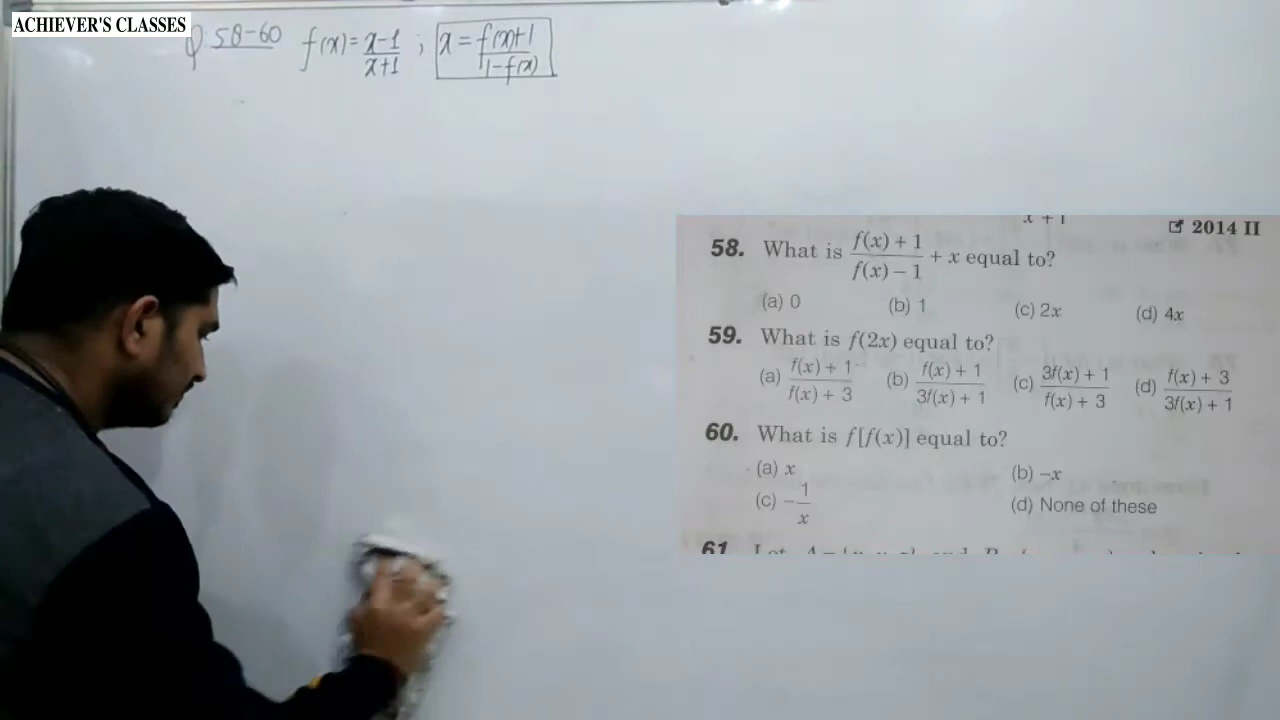 ACHIEVER'S CLASSES
Q. 58-60 f(x) = x-1/x+1 ; x = f(x)+1/1-f(x)
x + 1
2014 II
58. What is f(x) + 1/f(x) − 1 + x equal to?
(a) 0 (b) 1 (c) 2x (d) 4x
59. What is f(2x) equal to?
(a) f(x) + 1/f(x) + 3 (b) f(x) + 1/3f(x) + 1 (c) 3f(x) + 1/f(x) + 3 (d) f(x) + 3/3f(x) + 1
60. What is f[f(x)] equal to?
(a) x (b) −x
(c) −1/x (d) None of these
61